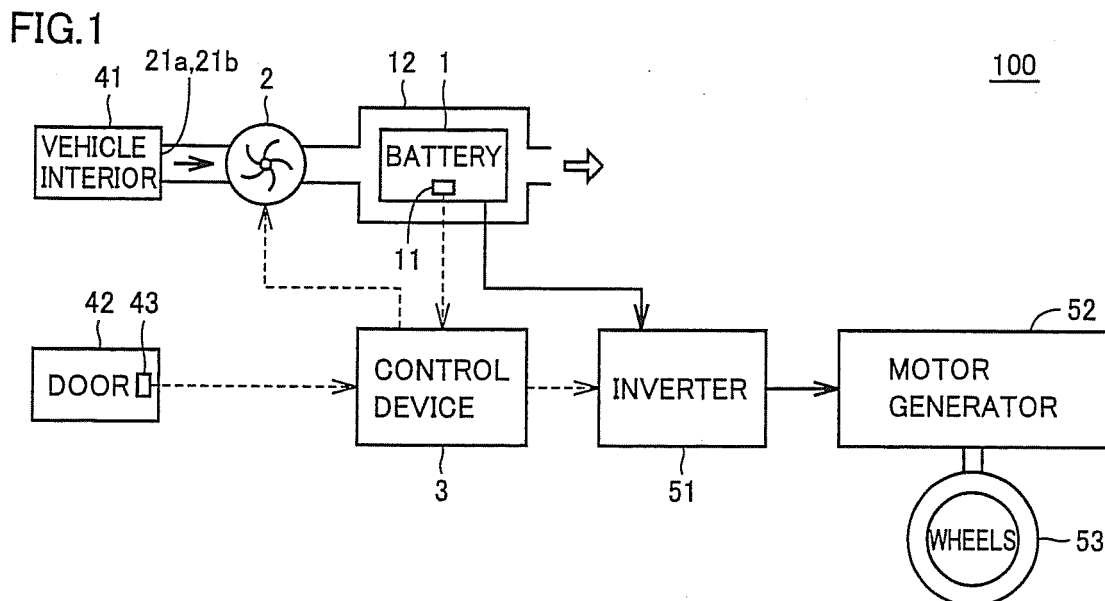 FIG.1
100
41
21a,21b
2
12
1
VEHICLE
INTERIOR
BATTERY
11
42
43
DOOR
CONTROL
DEVICE
3
INVERTER
51
52
MOTOR
GENERATOR
WHEELS
53